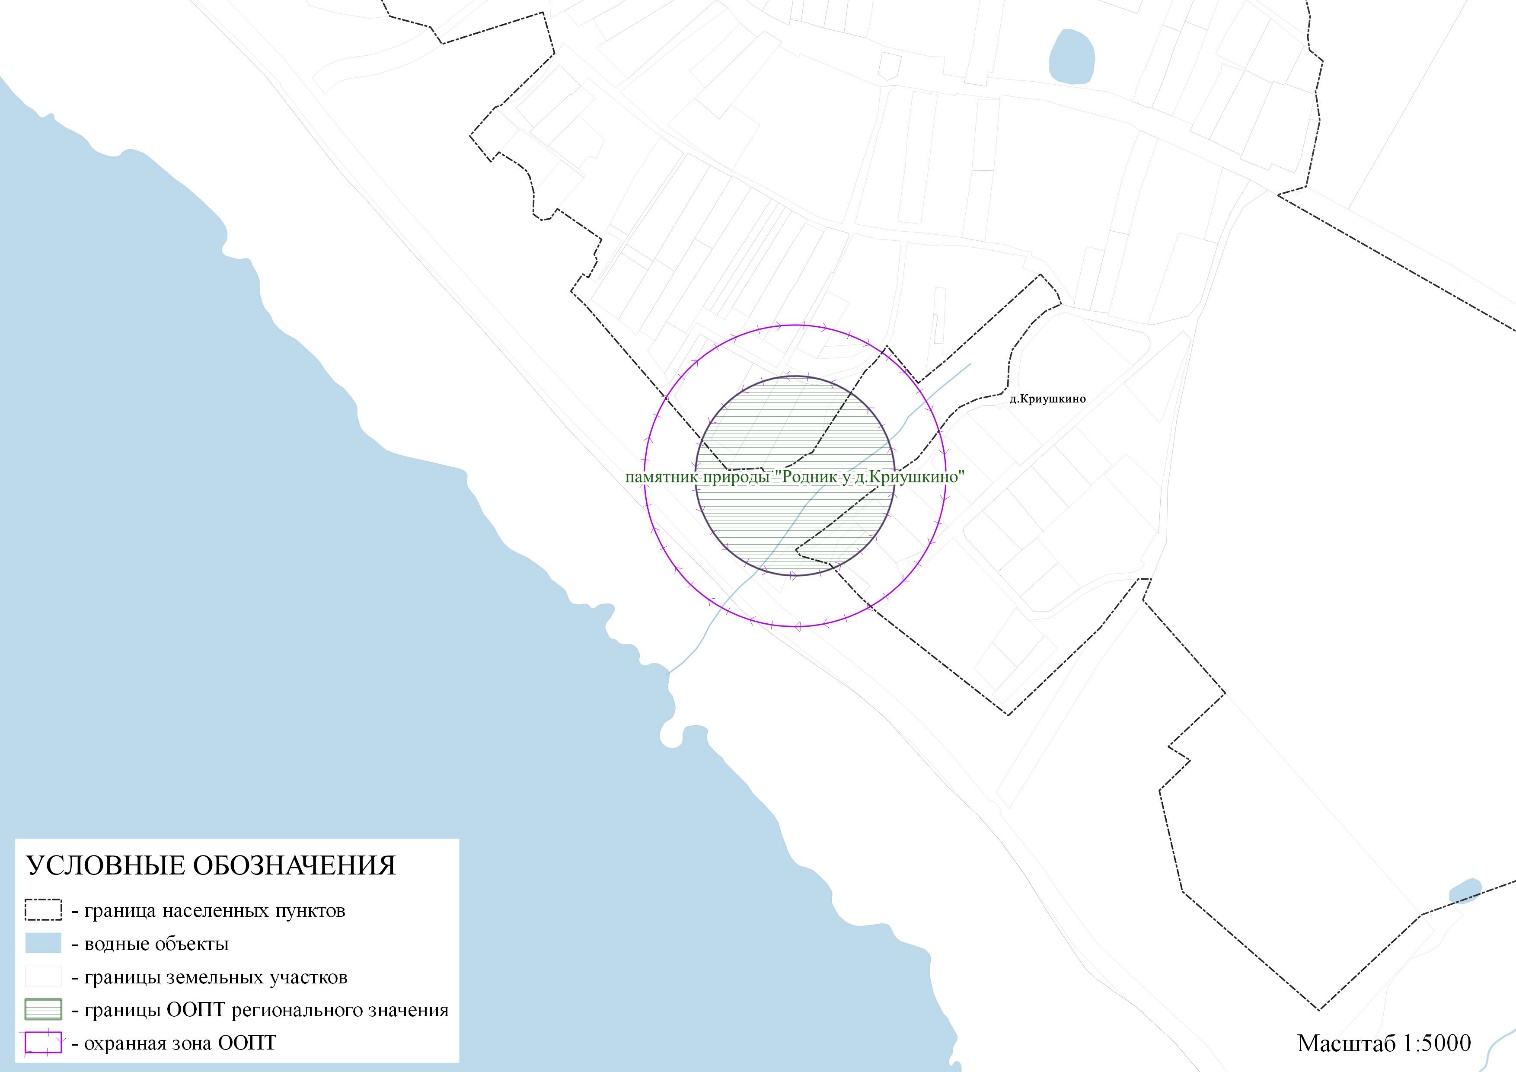 д.Криушкино
памятник природы "Родник у д.Криушкино"
УСЛОВНЫЕ ОБОЗНАЧЕНИЯ
- граница населенных пунктов
- водные объекты
- границы земельных участков
- границы ООПТ регионального значения
- охранная зона ООПТ
Масштаб 1:5000